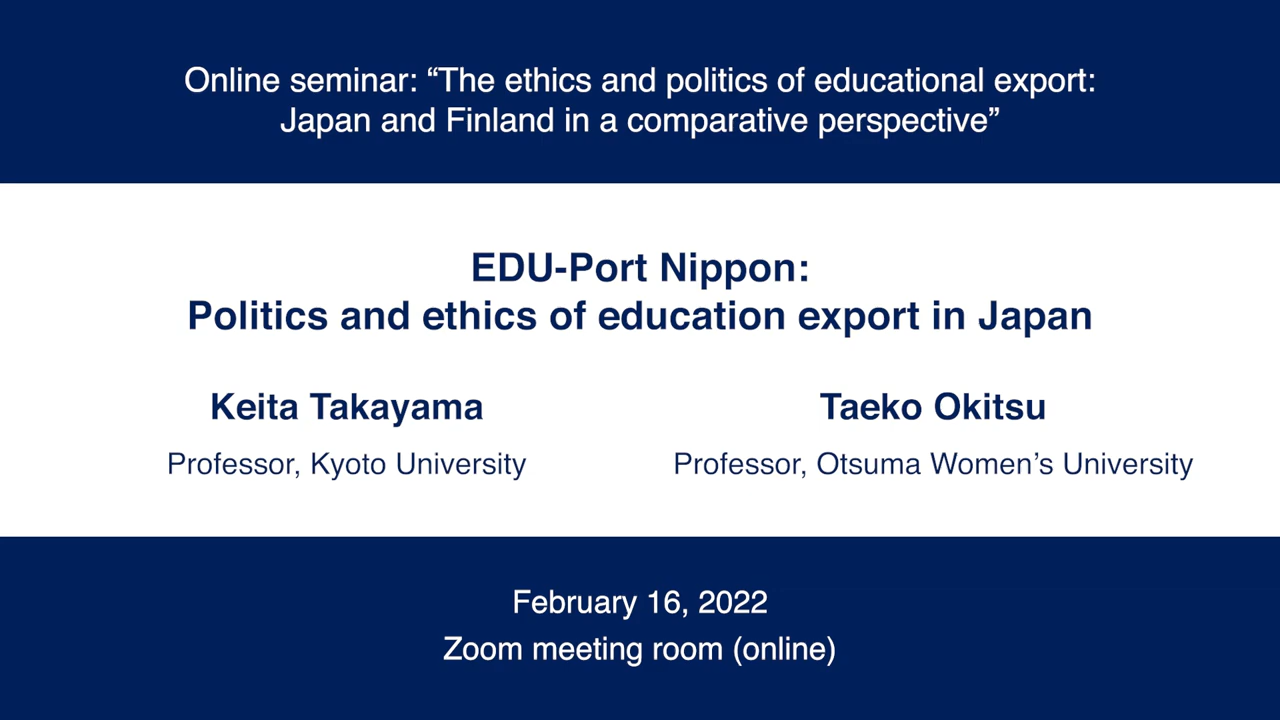 Online seminar: “The ethics and politics of educational export:
Japan and Finland in a comparative perspective”
EDU-Port Nippon:
Politics and ethics of education export in Japan
Keita Takayama
Professor, Kyoto University
Taeko Okitsu
Professor, Otsuma Women’s University
February 16, 2022
Zoom meeting room (online)